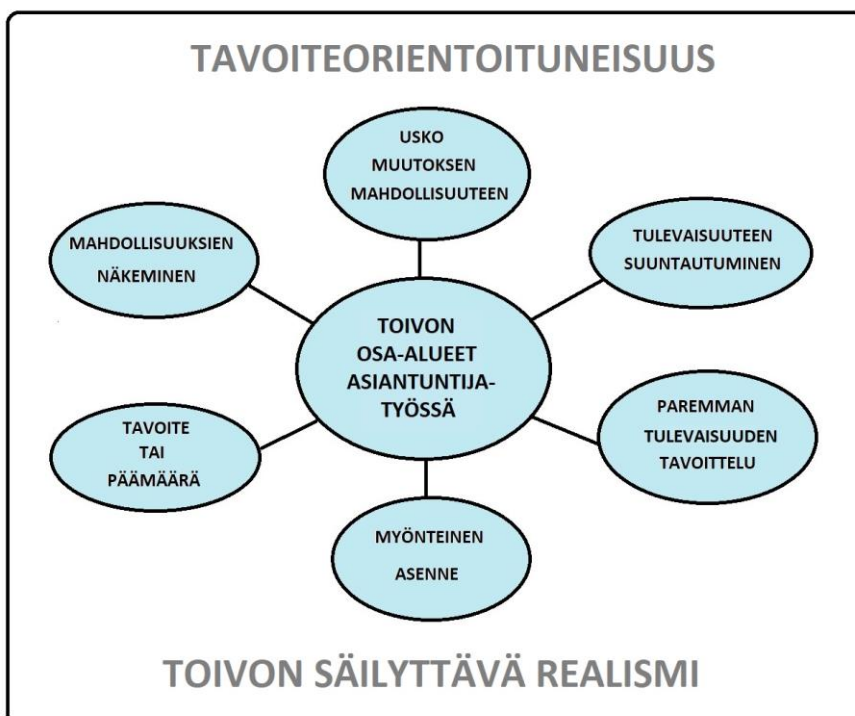 TAVOITEORIENTOITUNEISUUS
USKO
MUUTOKSEN
MAHDOLLISUUTEEN
MAHDOLLISUUKSIEN
NÄKEMINEN
TULEVAISUUTEEN
SUUNTAUTUMINEN
TOIVON
OSA-ALUEET
ASIANTUNTIJA-
TYÖSSÄ
TAVOITE
TAI
PÄÄMÄÄRÄ
PAREMMAN
TULEVAISUUDEN
TAVOITTELU
MYÖNTEINEN
ASENNE
TOIVON SÄILYTTÄVÄ REALISMI